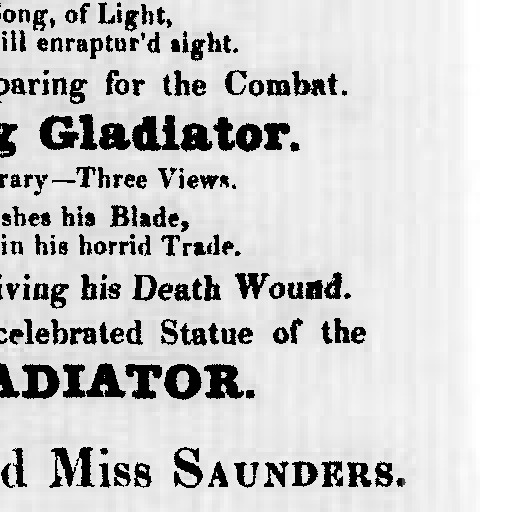 ong, of Light,
ill enraptur'd sight.
paring for the Combat.
g Gladiator.
rary—Three Views.
shes his Blade,
in his horrid Trade.
iving his Death Wound.
celebrated Statue of the
ADIATOR.
d Miss SAUNDERS.